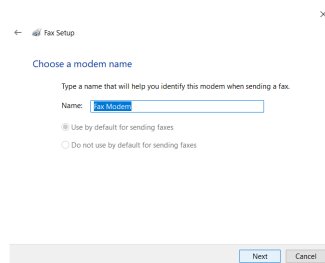 Fax Setup
Choose a modem name
Type a name that will help you identify this modem when sending a fax.
Name: Fax Modem
Use by default for sending faxes
Do not use by default for sending faxes
Next Cancel